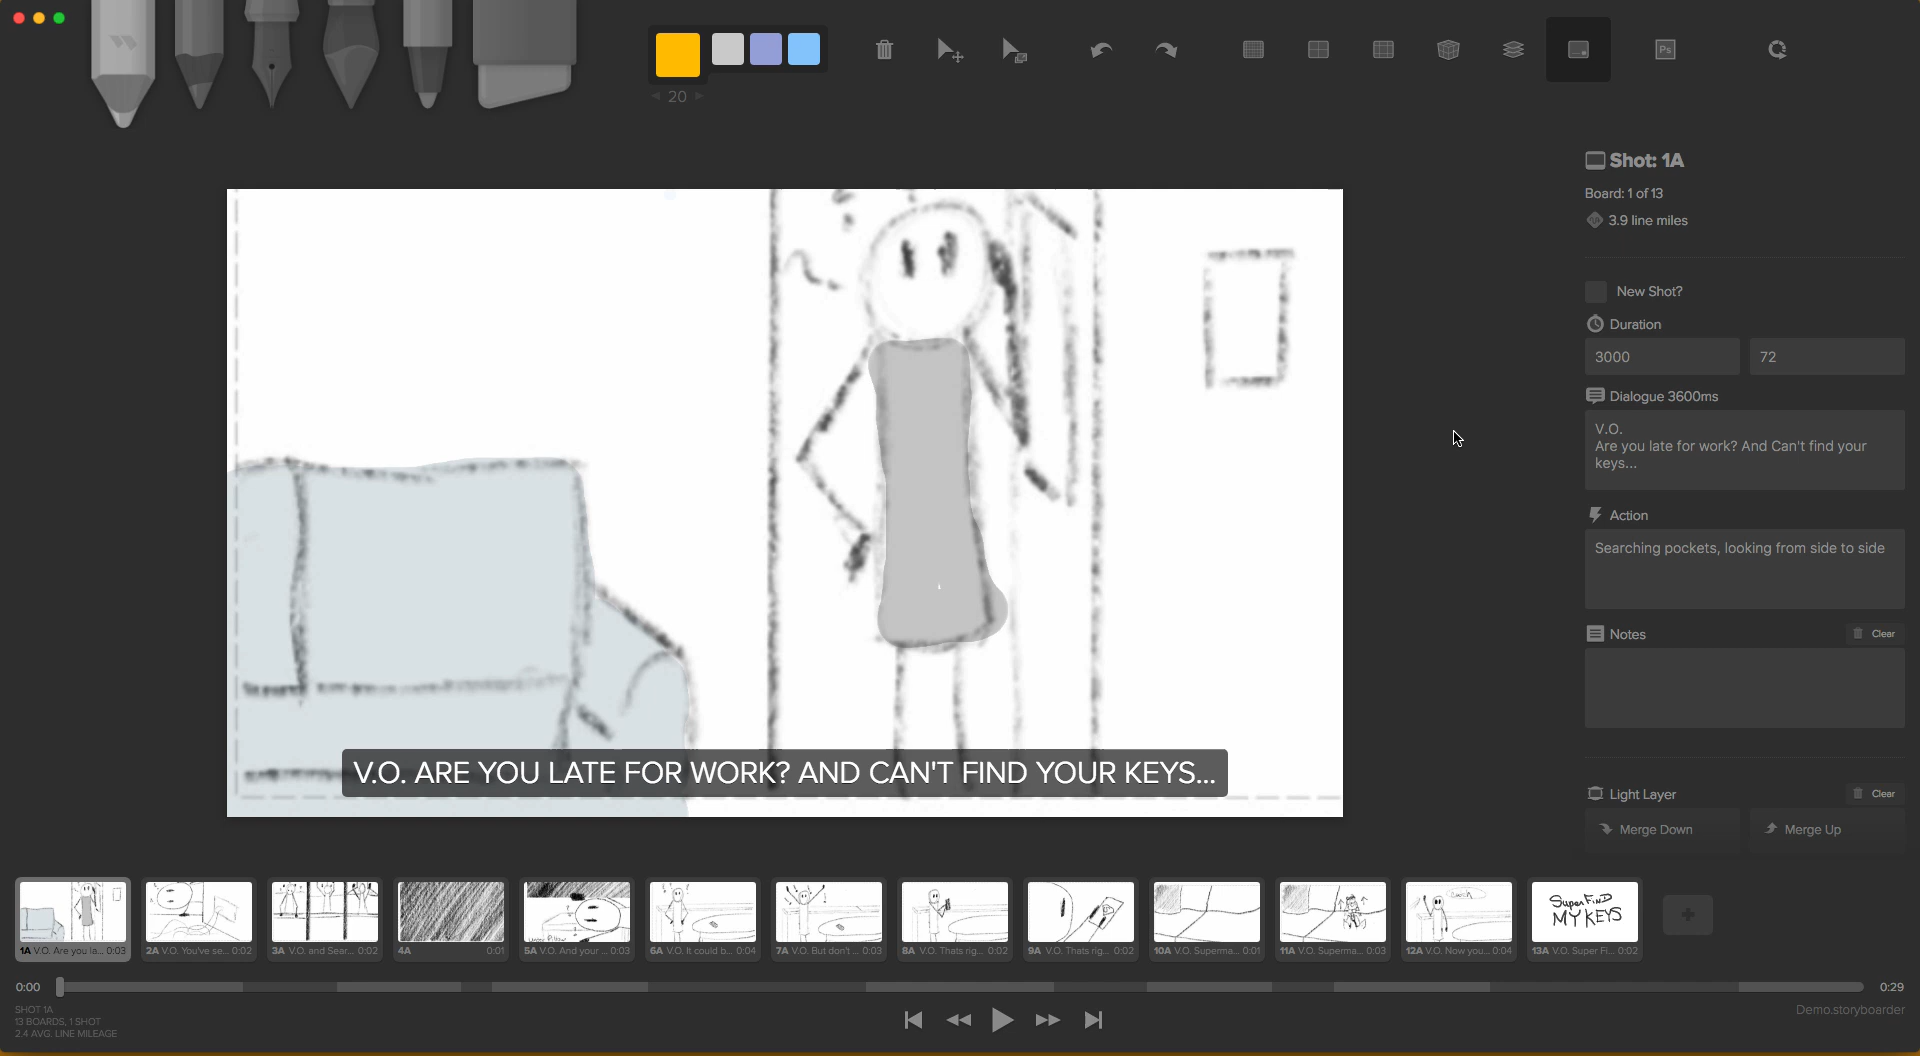 20
Ps
Shot: 1A
Board: 1 of 13
3.9 line miles
New Shot?
Duration
3000
72
Dialogue 3600ms
V.O.
Are you late for work? And Can't find your
keys...
Action
Searching pockets, looking from side to side
Notes
Clear
Light Layer
Clear
Merge Down
Merge Up
V.O. ARE YOU LATE FOR WORK? AND CAN'T FIND YOUR KEYS...
1A V.O. Are you la... 0:03
2A V.O. You've se... 0:02
3A V.O. and Sear... 0:02
4A 0:01
5A V.O. And your ... 0:03
6A V.O. It could b... 0:04
7A V.O. But don't ... 0:03
8A V.O. Thats rig... 0:02
9A V.O. Thats rig... 0:02
10A V.O. Superma... 0:01
11A V.O. Superma... 0:03
12A V.O. Now you... 0:04
Super FIND
MY KEYS
13A V.O. Super Fi... 0:02
0:00
0:29
SHOT 1A
13 BOARDS, 1 SHOT
2.4 AVG. LINE MILEAGE
Demo.storyboarder